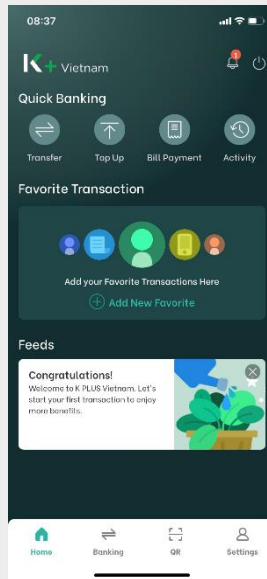 08:37
K+ Vietnam
1
Quick Banking
Transfer Top Up Bill Payment Activity
Favorite Transaction
Add your Favorite Transactions Here
Add New Favorite
Feeds
Congratulations!
Welcome to K PLUS Vietnam. Let's
start your first transaction to enjoy
more benefits.
Home Banking QR Settings